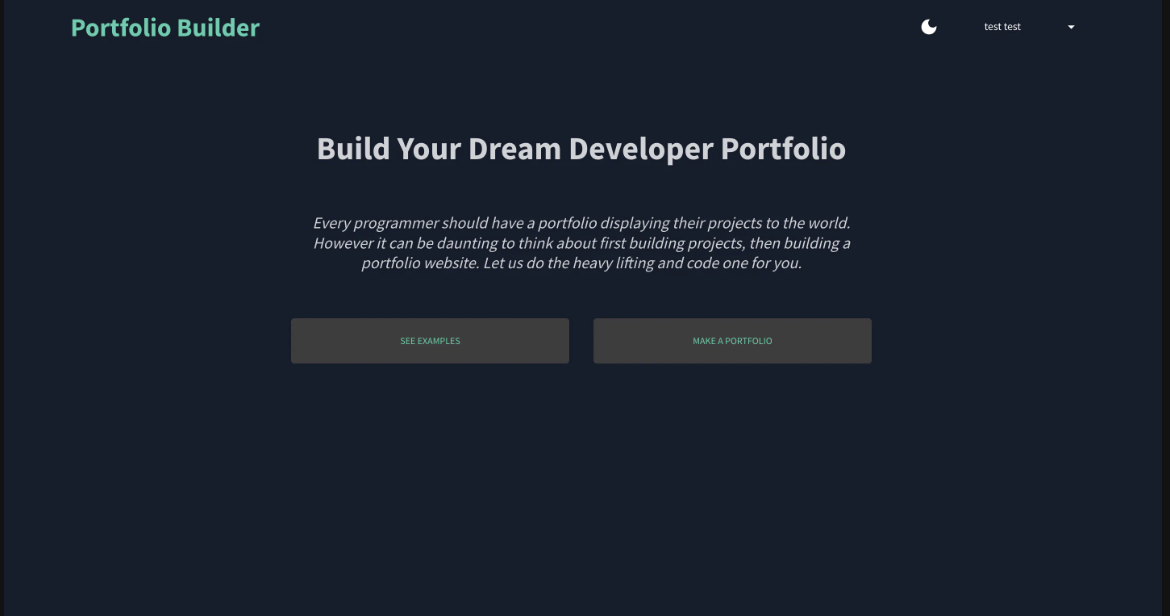 Portfolio Builder
test test
Build Your Dream Developer Portfolio
Every programmer should have a portfolio displaying their projects to the world.
However it can be daunting to think about first building projects, then building a
portfolio website. Let us do the heavy lifting and code one for you.
SEE EXAMPLES
MAKE A PORTFOLIO